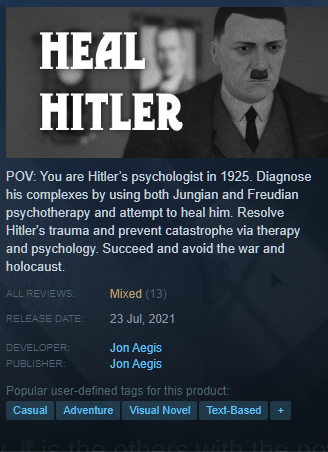 HEAL
HITLER
POV: You are Hitler's psychologist in 1925. Diagnose
his complexes by using both Jungian and Freudian
psychotherapy and attempt to heal him. Resolve
Hitler's trauma and prevent catastrophe via therapy
and psychology. Succeed and avoid the war and
holocaust.
ALL REVIEWS: Mixed (13)
RELEASE DATE: 23 Jul, 2021
DEVELOPER: Jon Aegis
PUBLISHER: Jon Aegis
Popular user-defined tags for this product:
Casual Adventure Visual Novel Text-Based +